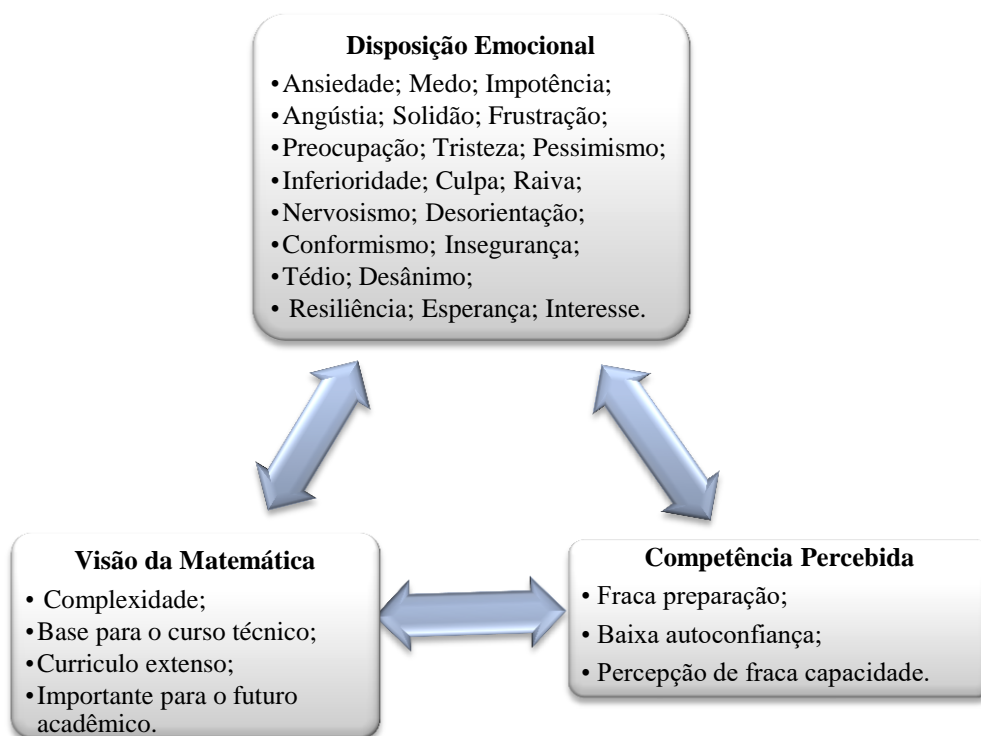 Disposição Emocional
•Ansiedade; Medo; Impotência;
•Angústia; Solidão; Frustração;
•Preocupação; Tristeza; Pessimismo;
•Inferioridade; Culpa; Raiva;
•Nervosismo; Desorientação;
•Conformismo; Insegurança;
•Tédio; Desânimo;
• Resiliência; Esperança; Interesse.
Visão da Matemática
• Complexidade;
•Base para o curso técnico;
•Curriculo extenso;
•Importante para o futuro
acadêmico.
Competência Percebida
• Fraca preparação;
• Baixa autoconfiança;
• Percepção de fraca capacidade.